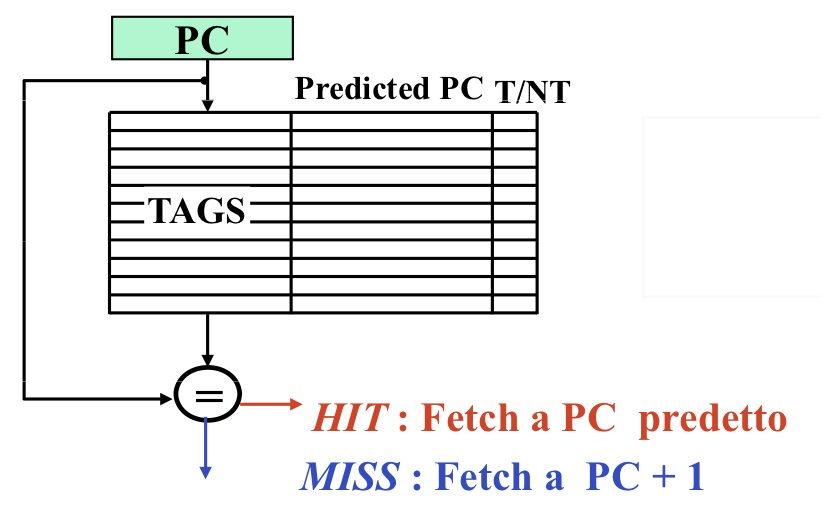 PC
Predicted PC T/NT
TAGS
=
HIT : Fetch a PC predetto
MISS : Fetch a PC + 1